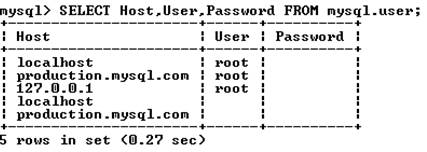 mysql> SELECT Host,User,Password FROM mysql.user;
+----------------------+------+----------+
| Host | User | Password |
+----------------------+------+----------+
| localhost | root | |
| production.mysql.com | root | |
| 127.0.0.1 | root | |
| localhost | | |
| production.mysql.com | | |
+----------------------+------+----------+
5 rows in set (0.27 sec)